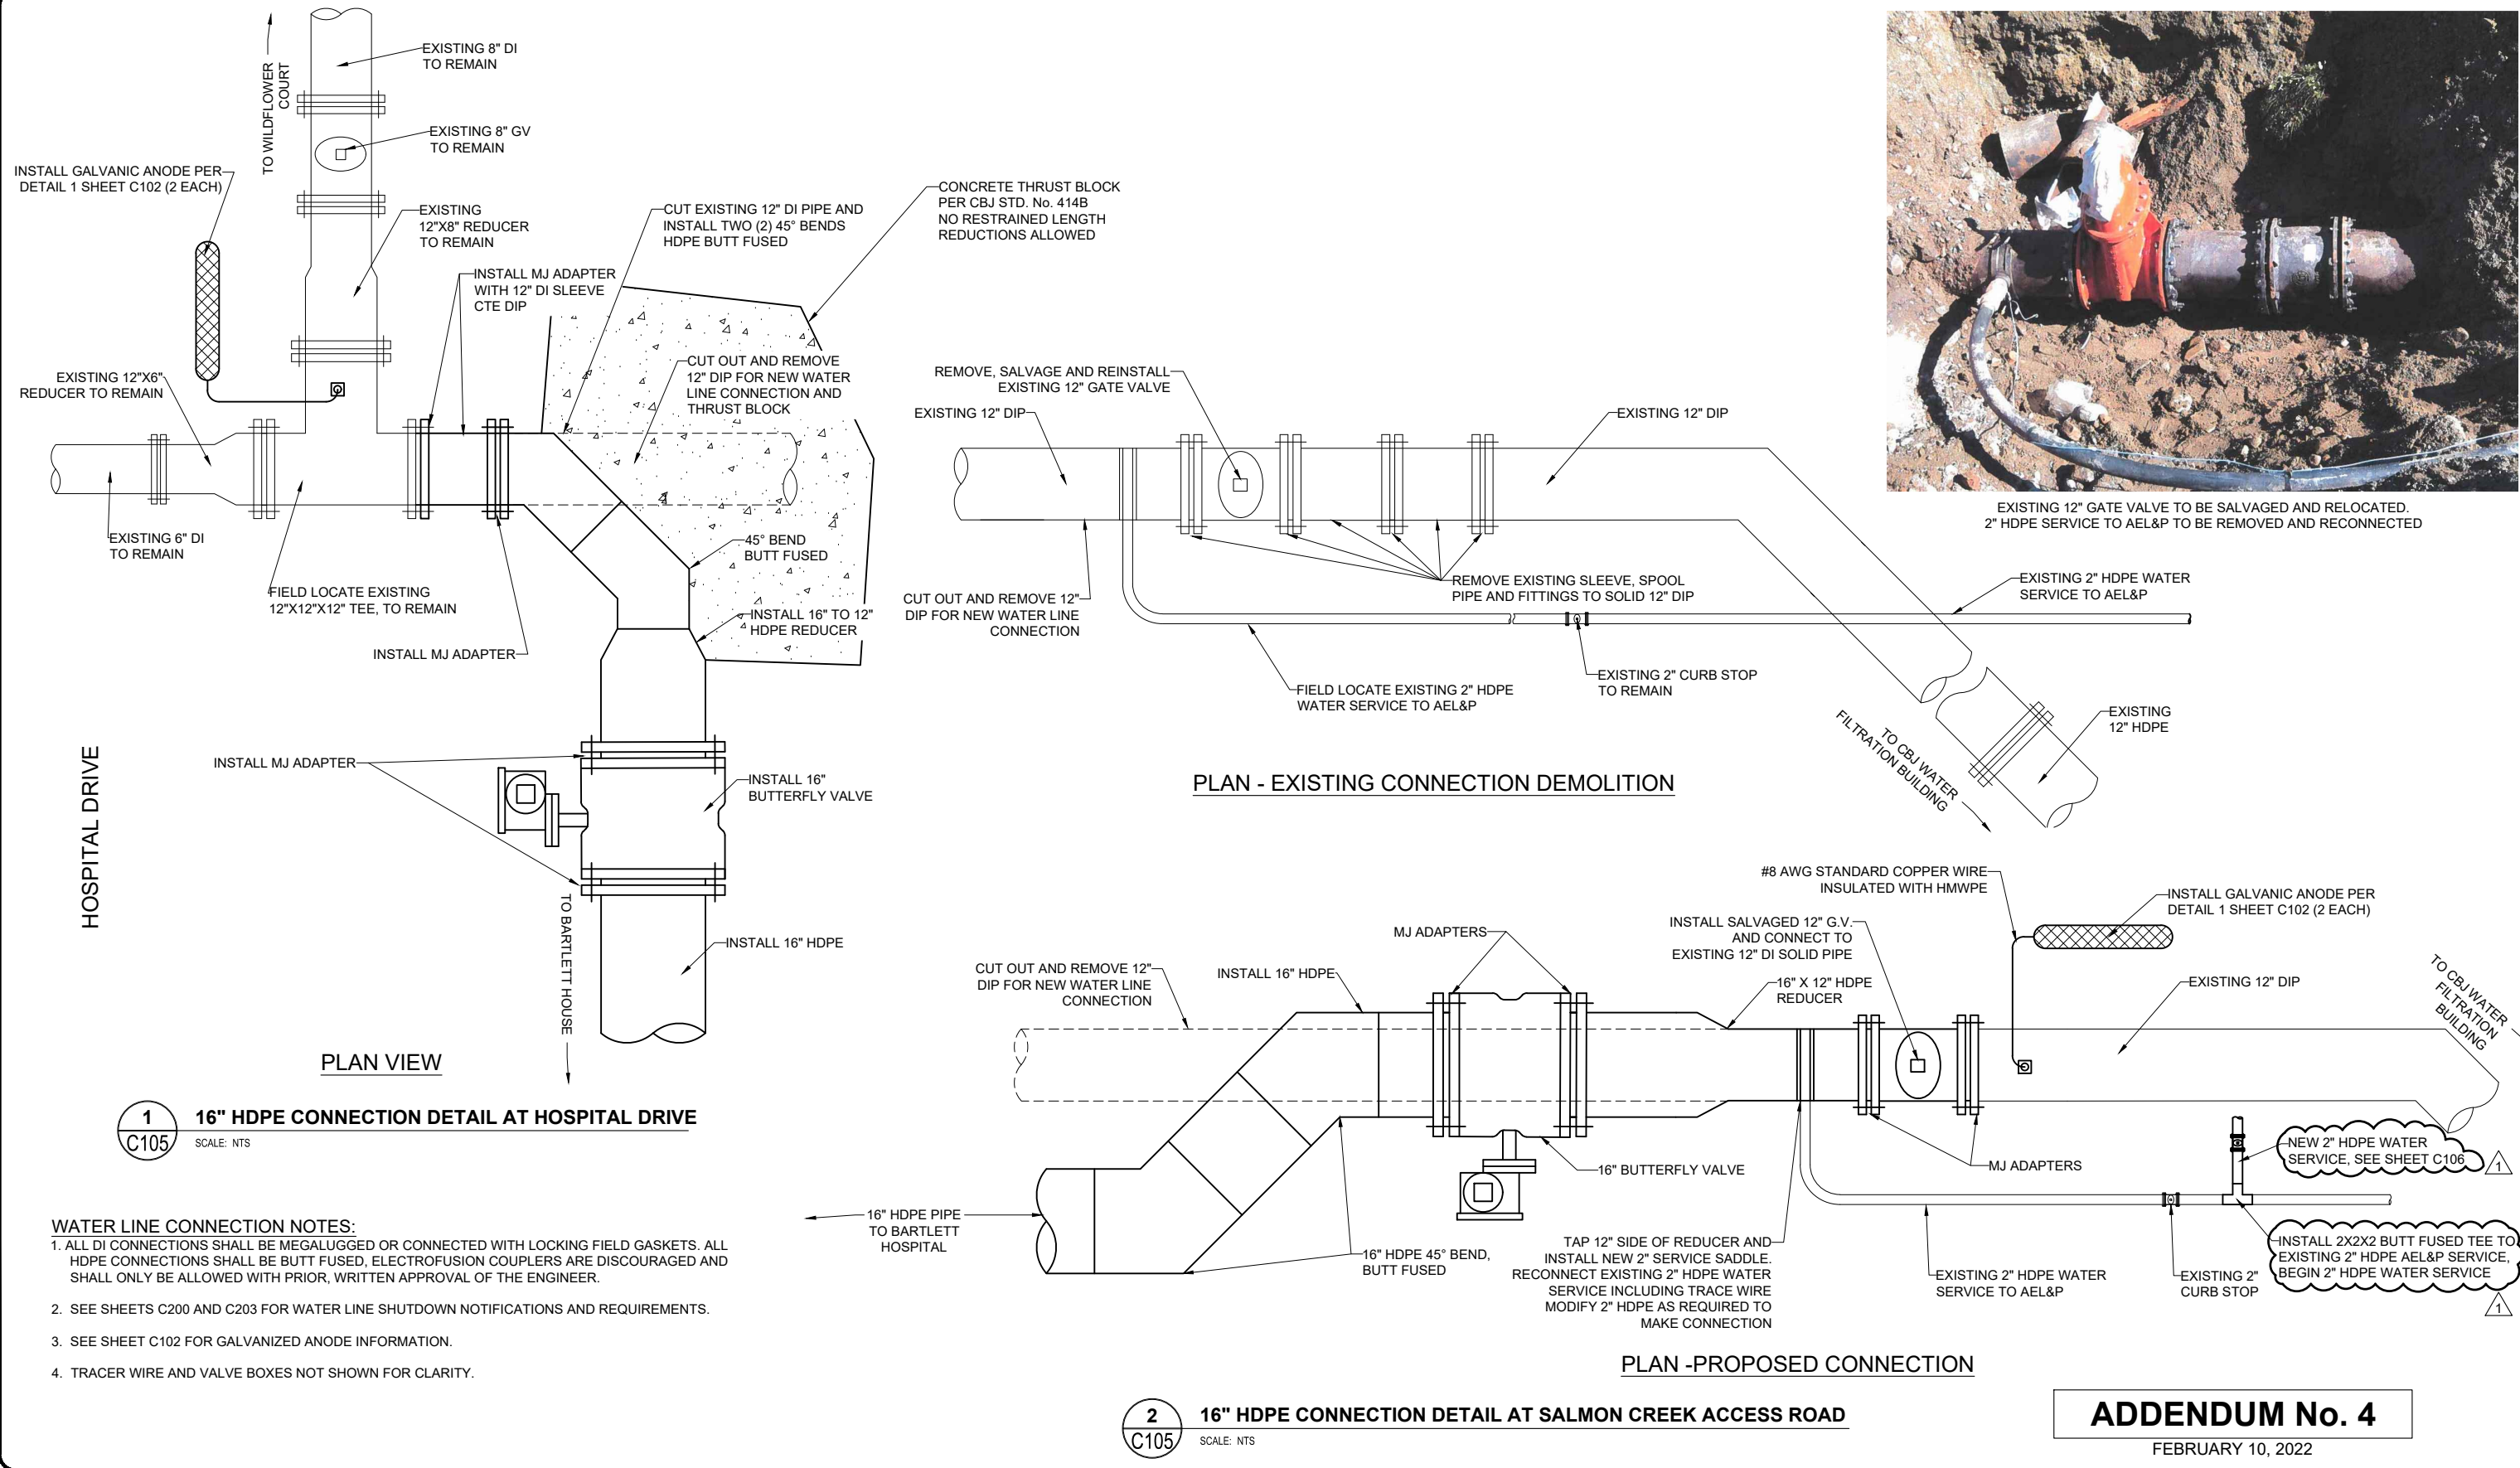 TO WILDFLOWER
COURT
EXISTING 8" DI
TO REMAIN
EXISTING 8" GV
TO REMAIN
INSTALL GALVANIC ANODE PER
DETAIL 1 SHEET C102 (2 EACH)
EXISTING
12"X8" REDUCER
TO REMAIN
CUT EXISTING 12" DI PIPE AND
INSTALL TWO (2) 45° BENDS
HDPE BUTT FUSED
CONCRETE THRUST BLOCK
PER CBJ STD. No. 414B
NO RESTRAINED LENGTH
REDUCTIONS ALLOWED
INSTALL MJ ADAPTER
WITH 12" DI SLEEVE
CTE DIP
CUT OUT AND REMOVE
12" DIP FOR NEW WATER
LINE CONNECTION AND
THRUST BLOCK
EXISTING 12"X6"
REDUCER TO REMAIN
EXISTING 6" DI
TO REMAIN
FIELD LOCATE EXISTING
12"X12"X12" TEE, TO REMAIN
45° BEND
BUTT FUSED
INSTALL 16" TO 12"
HDPE REDUCER
INSTALL MJ ADAPTER
INSTALL MJ ADAPTER
INSTALL 16"
BUTTERFLY VALVE
HOSPITAL DRIVE
TO BARTLETT HOUSE
INSTALL 16" HDPE
PLAN VIEW
1
C105
16" HDPE CONNECTION DETAIL AT HOSPITAL DRIVE
SCALE: NTS
WATER LINE CONNECTION NOTES:
1. ALL DI CONNECTIONS SHALL BE MEGALUGGED OR CONNECTED WITH LOCKING FIELD GASKETS. ALL
HDPE CONNECTIONS SHALL BE BUTT FUSED, ELECTROFUSION COUPLERS ARE DISCOURAGED AND
SHALL ONLY BE ALLOWED WITH PRIOR, WRITTEN APPROVAL OF THE ENGINEER.
2. SEE SHEETS C200 AND C203 FOR WATER LINE SHUTDOWN NOTIFICATIONS AND REQUIREMENTS.
3. SEE SHEET C102 FOR GALVANIZED ANODE INFORMATION.
4. TRACER WIRE AND VALVE BOXES NOT SHOWN FOR CLARITY.
EXISTING 12" GATE VALVE TO BE SALVAGED AND RELOCATED.
2" HDPE SERVICE TO AEL&P TO BE REMOVED AND RECONNECTED
REMOVE, SALVAGE AND REINSTALL
EXISTING 12" GATE VALVE
EXISTING 12" DIP
EXISTING 12" DIP
CUT OUT AND REMOVE 12"
DIP FOR NEW WATER LINE
CONNECTION
REMOVE EXISTING SLEEVE, SPOOL
PIPE AND FITTINGS TO SOLID 12" DIP
EXISTING 2" HDPE WATER
SERVICE TO AEL&P
FIELD LOCATE EXISTING 2" HDPE
WATER SERVICE TO AEL&P
EXISTING 2" CURB STOP
TO REMAIN
EXISTING
12" HDPE
TO CBJ WATER
FILTRATION BUILDING
PLAN - EXISTING CONNECTION DEMOLITION
#8 AWG STANDARD COPPER WIRE
INSULATED WITH HMWPE
INSTALL GALVANIC ANODE PER
DETAIL 1 SHEET C102 (2 EACH)
MJ ADAPTERS
INSTALL SALVAGED 12" G.V.
AND CONNECT TO
EXISTING 12" DI SOLID PIPE
CUT OUT AND REMOVE 12"
DIP FOR NEW WATER LINE
CONNECTION
INSTALL 16" HDPE
16" X 12" HDPE
REDUCER
EXISTING 12" DIP
TO CBJ WATER
FILTRATION
BUILDING
16" BUTTERFLY VALVE
MJ ADAPTERS
NEW 2" HDPE WATER
SERVICE, SEE SHEET C106
1
16" HDPE PIPE
TO BARTLETT
HOSPITAL
16" HDPE 45° BEND,
BUTT FUSED
TAP 12" SIDE OF REDUCER AND
INSTALL NEW 2" SERVICE SADDLE.
RECONNECT EXISTING 2" HDPE WATER
SERVICE INCLUDING TRACE WIRE
MODIFY 2" HDPE AS REQUIRED TO
MAKE CONNECTION
EXISTING 2" HDPE WATER
SERVICE TO AEL&P
EXISTING 2"
CURB STOP
INSTALL 2X2X2 BUTT FUSED TEE TO
EXISTING 2" HDPE AEL&P SERVICE,
BEGIN 2" HDPE WATER SERVICE
1
PLAN -PROPOSED CONNECTION
2
C105
16" HDPE CONNECTION DETAIL AT SALMON CREEK ACCESS ROAD
SCALE: NTS
ADDENDUM No. 4
FEBRUARY 10, 2022